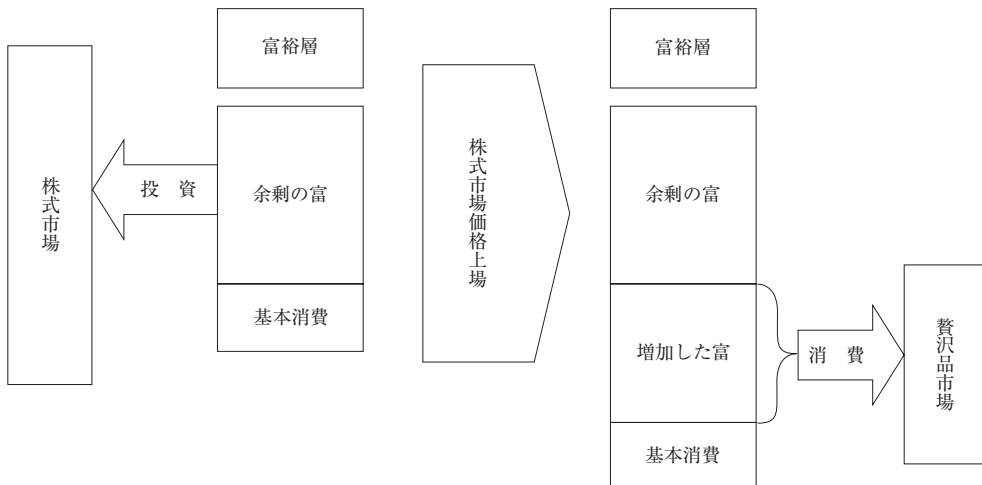 富裕層
余剰の富
基本消費
投　資
株式市場
株式市場価格上場
富裕層
余剰の富
増加した富
基本消費
消　費
贅沢品市場